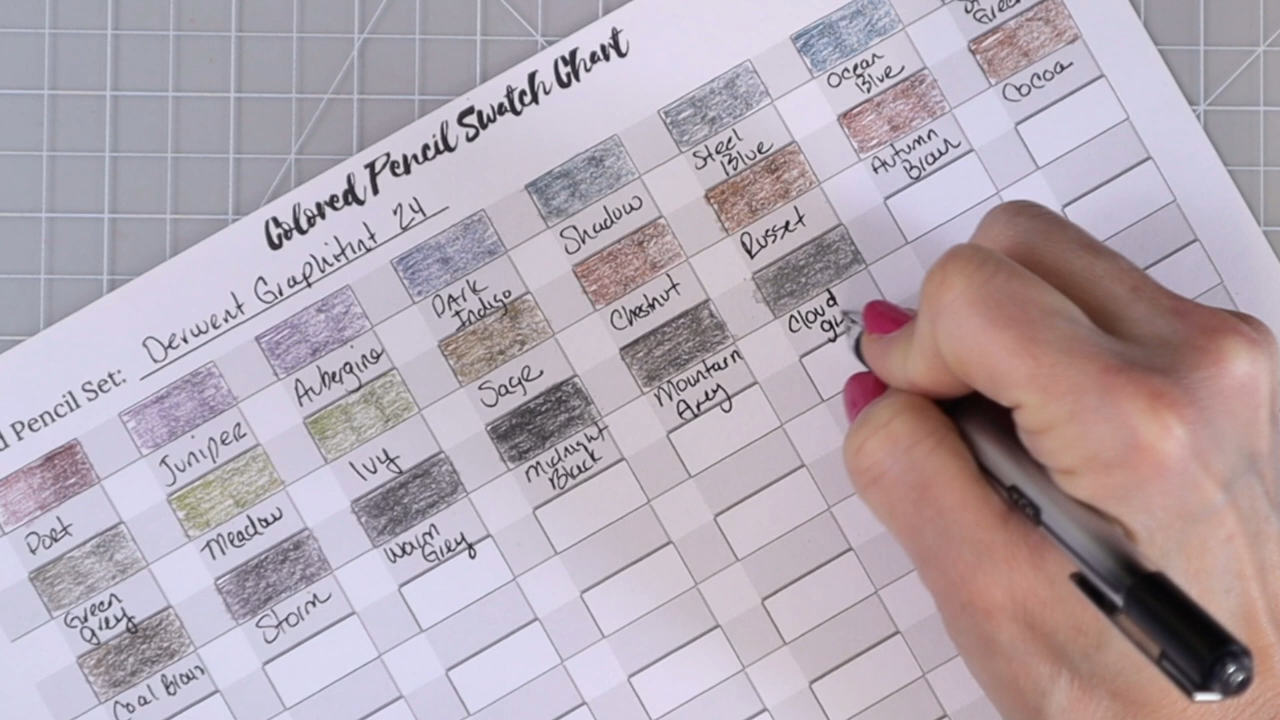 Colored Pencil Swatch Chart
Pencil Set: Derwent Graphitint 24
Port
Juniper
Aubergine
Dark
Indigo
Shadow
Steel
Blue
Ocean
Blue
Green
Green
Grey
Meadow
Ivy
Sage
Chestnut
Russet
Autumn
Brown
Cocoa
Coal Brown
Storm
Warm
Grey
Midnight
Black
Mountain
Grey
Cloud